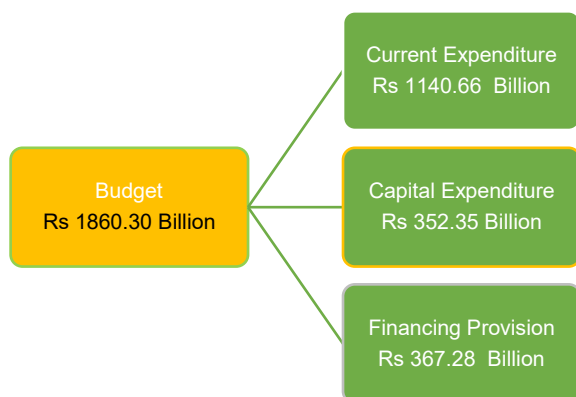 Current Expenditure
Rs 1140.66 Billion
Budget
Rs 1860.30 Billion
Capital Expenditure
Rs 352.35 Billion
Financing Provision
Rs 367.28 Billion